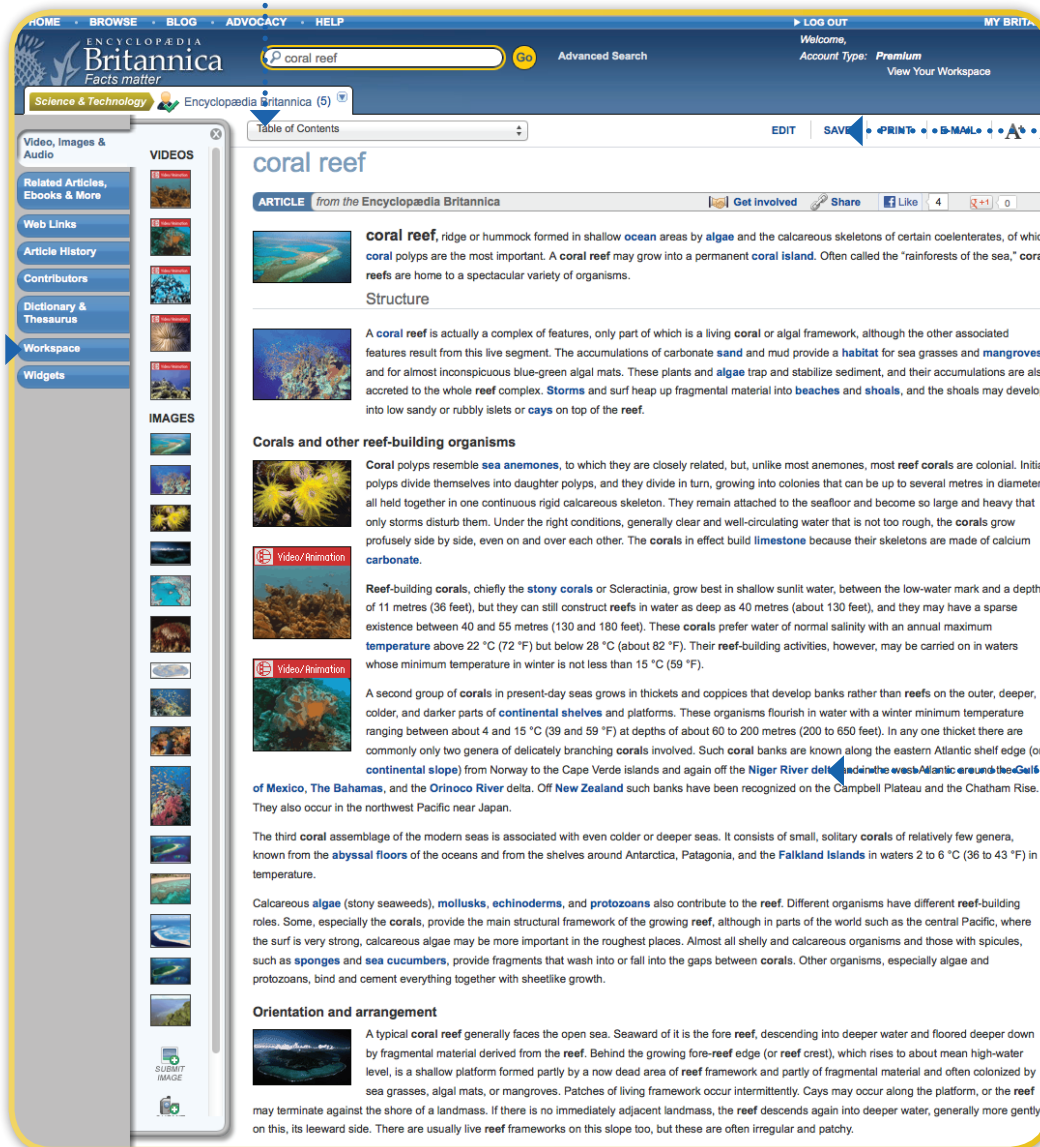 HOME · BROWSE · BLOG · ADVOCACY · HELP
▶ LOG OUT
MY BRITA
ENCYCLOPÆDIA
Britannica
Facts matter
coral reef
Go
Advanced Search
Welcome,
Account Type: Premium
View Your Workspace
Science & Technology
Encyclopædia Britannica (5)
Table of Contents
EDIT SAVE PRINT E-MAIL A
Video, Images &
Audio
Related Articles,
Ebooks & More
Web Links
Article History
Contributors
Dictionary &
Thesaurus
Workspace
Widgets
VIDEOS
IMAGES
SUBMIT
IMAGE
coral reef
ARTICLE from the Encyclopædia Britannica
Get involved Share Like 4 +1 0
coral reef, ridge or hummock formed in shallow ocean areas by algae and the calcareous skeletons of certain coelenterates, of whic
coral polyps are the most important. A coral reef may grow into a permanent coral island. Often called the "rainforests of the sea," cora
reefs are home to a spectacular variety of organisms.
Structure
A coral reef is actually a complex of features, only part of which is a living coral or algal framework, although the other associated
features result from this live segment. The accumulations of carbonate sand and mud provide a habitat for sea grasses and mangroves
and for almost inconspicuous blue-green algal mats. These plants and algae trap and stabilize sediment, and their accumulations are als
accreted to the whole reef complex. Storms and surf heap up fragmental material into beaches and shoals, and the shoals may develo
into low sandy or rubbly islets or cays on top of the reef.
Corals and other reef-building organisms
Coral polyps resemble sea anemones, to which they are closely related, but, unlike most anemones, most reef corals are colonial. Initia
polyps divide themselves into daughter polyps, and they divide in turn, growing into colonies that can be up to several metres in diameter
all held together in one continuous rigid calcareous skeleton. They remain attached to the seafloor and become so large and heavy that
only storms disturb them. Under the right conditions, generally clear and well-circulating water that is not too rough, the corals grow
profusely side by side, even on and over each other. The corals in effect build limestone because their skeletons are made of calcium
carbonate.
Video/Animation
Reef-building corals, chiefly the stony corals or Scleractinia, grow best in shallow sunlit water, between the low-water mark and a depth
of 11 metres (36 feet), but they can still construct reefs in water as deep as 40 metres (about 130 feet), and they may have a sparse
existence between 40 and 55 metres (130 and 180 feet). These corals prefer water of normal salinity with an annual maximum
temperature above 22 °C (72 °F) but below 28 °C (about 82 °F). Their reef-building activities, however, may be carried on in waters
whose minimum temperature in winter is not less than 15 °C (59 °F).
Video/Animation
A second group of corals in present-day seas grows in thickets and coppices that develop banks rather than reefs on the outer, deeper,
colder, and darker parts of continental shelves and platforms. These organisms flourish in water with a winter minimum temperature
ranging between about 4 and 15 °C (39 and 59 °F) at depths of about 60 to 200 metres (200 to 650 feet). In any one thicket there are
commonly only two genera of delicately branching corals involved. Such coral banks are known along the eastern Atlantic shelf edge (or
continental slope) from Norway to the Cape Verde islands and again off the Niger River delt and in the west Atlantic around the Gulf
of Mexico, The Bahamas, and the Orinoco River delta. Off New Zealand such banks have been recognized on the Campbell Plateau and the Chatham Rise.
They also occur in the northwest Pacific near Japan.
The third coral assemblage of the modern seas is associated with even colder or deeper seas. It consists of small, solitary corals of relatively few genera,
known from the abyssal floors of the oceans and from the shelves around Antarctica, Patagonia, and the Falkland Islands in waters 2 to 6 °C (36 to 43 °F) in
temperature.
Calcareous algae (stony seaweeds), mollusks, echinoderms, and protozoans also contribute to the reef. Different organisms have different reef-building
roles. Some, especially the corals, provide the main structural framework of the growing reef, although in parts of the world such as the central Pacific, where
the surf is very strong, calcareous algae may be more important in the roughest places. Almost all shelly and calcareous organisms and those with spicules,
such as sponges and sea cucumbers, provide fragments that wash into or fall into the gaps between corals. Other organisms, especially algae and
protozoans, bind and cement everything together with sheetlike growth.
Orientation and arrangement
A typical coral reef generally faces the open sea. Seaward of it is the fore reef, descending into deeper water and floored deeper down
by fragmental material derived from the reef. Behind the growing fore-reef edge (or reef crest), which rises to about mean high-water
level, is a shallow platform formed partly by a now dead area of reef framework and partly of fragmental material and often colonized by
sea grasses, algal mats, or mangroves. Patches of living framework occur intermittently. Cays may occur along the platform, or the reef
may terminate against the shore of a landmass. If there is no immediately adjacent landmass, the reef descends again into deeper water, generally more gently
on this, its leeward side. There are usually live reef frameworks on this slope too, but these are often irregular and patchy.